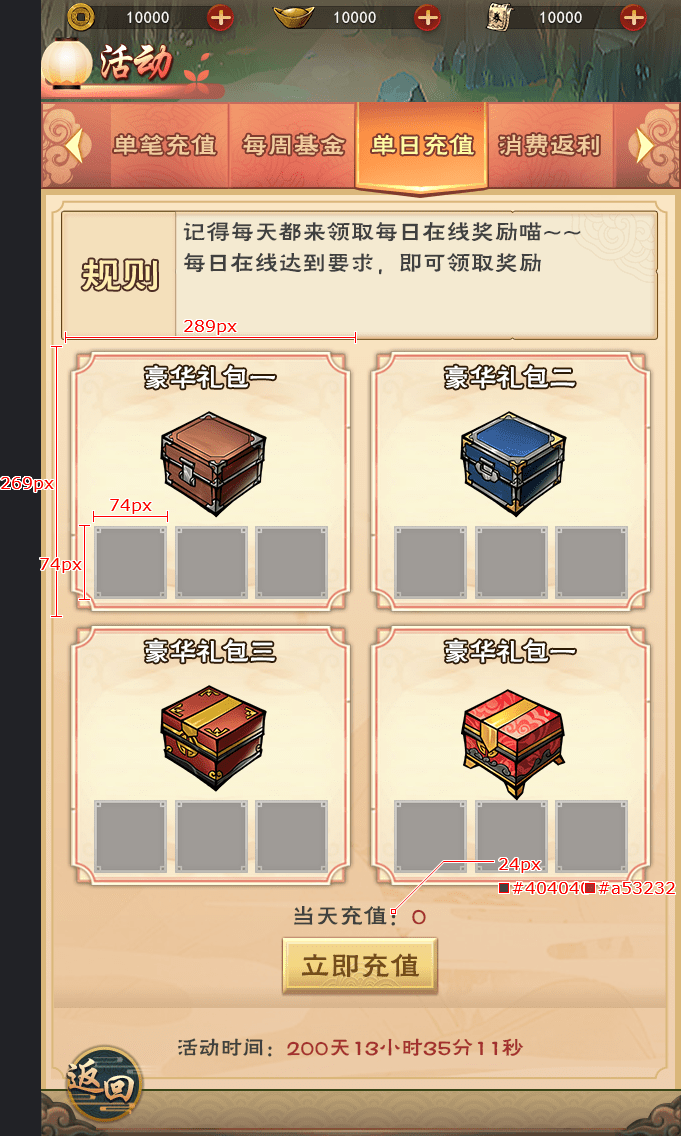 10000 10000 10000
活动
单笔充值 每周基金 单日充值 消费返利
规则
记得每天都来领取每日在线奖励喵~~
每日在线达到要求，即可领取奖励
289px
豪华礼包一 豪华礼包二
269px
74px
74px
豪华礼包三 豪华礼包一
24px
#404040 #a53232
当天充值：0
立即充值
活动时间：200天13小时35分11秒
返回